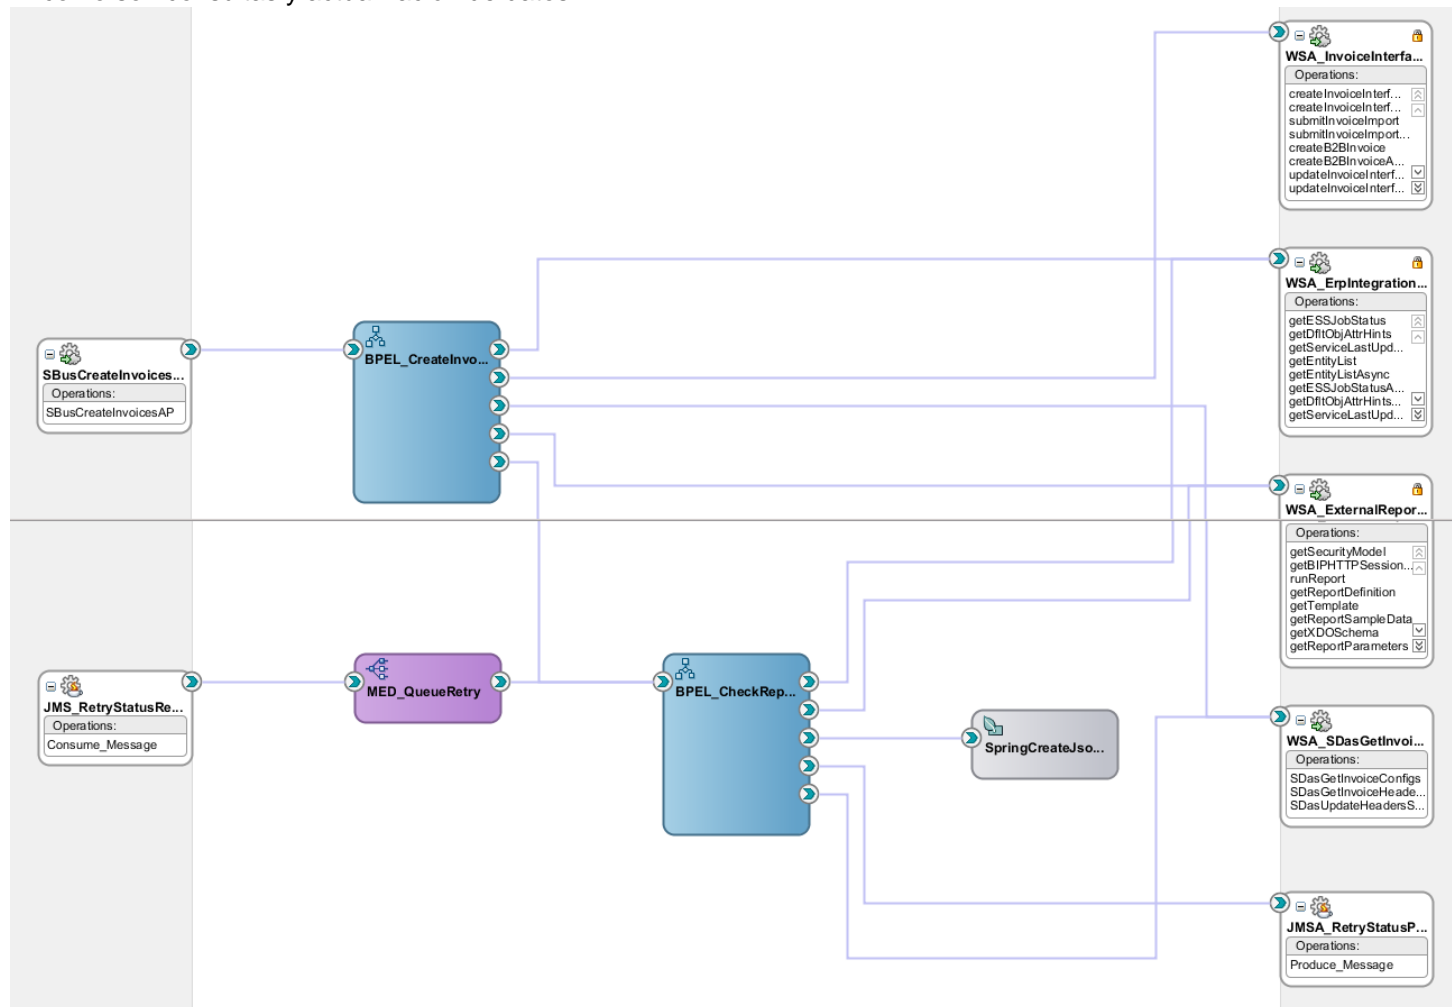 WSA_InvoiceInterfa...
Operations:
createInvoiceInterf...
createInvoiceInterf...
submitInvoiceImport
submitInvoiceImport...
createB2BInvoice
createB2BInvoiceA...
updateInvoiceInterf...
updateInvoiceInterf...
WSA_ErpIntegration...
Operations:
getESSJobStatus
getDfltObjAttrHints
getServiceLastUpd...
getEntityList
getEntityListAsync
getESSJobStatusA...
getDfltObjAttrHints...
getServiceLastUpd...
SBusCreateInvoices...
Operations:
SBusCreateInvoicesAP
BPEL_CreateInvo...
WSA_ExternalRepor...
Operations:
getSecurityModel
getBIPHTTPSession...
runReport
getReportDefinition
getTemplate
getReportSampleData
getXDOSchema
getReportParameters
JMS_RetryStatusRe...
Operations:
Consume_Message
MED_QueueRetry
BPEL_CheckRep...
SpringCreateJso...
WSA_SDasGetInvoi...
Operations:
SDasGetInvoiceConfigs
SDasGetInvoiceHeade...
SDasUpdateHeadersS...
JMSA_RetryStatusP...
Operations:
Produce_Message